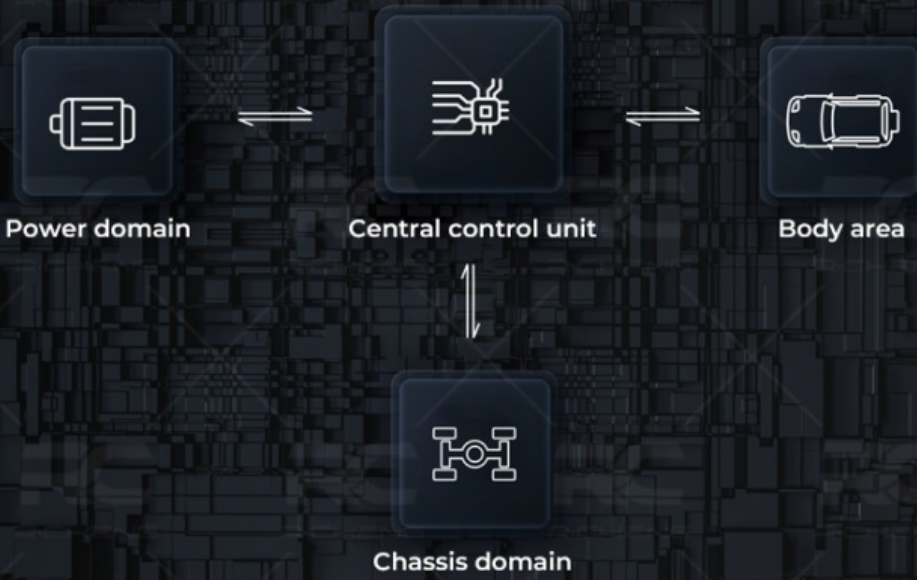 Power domain
Central control unit
Body area
Chassis domain